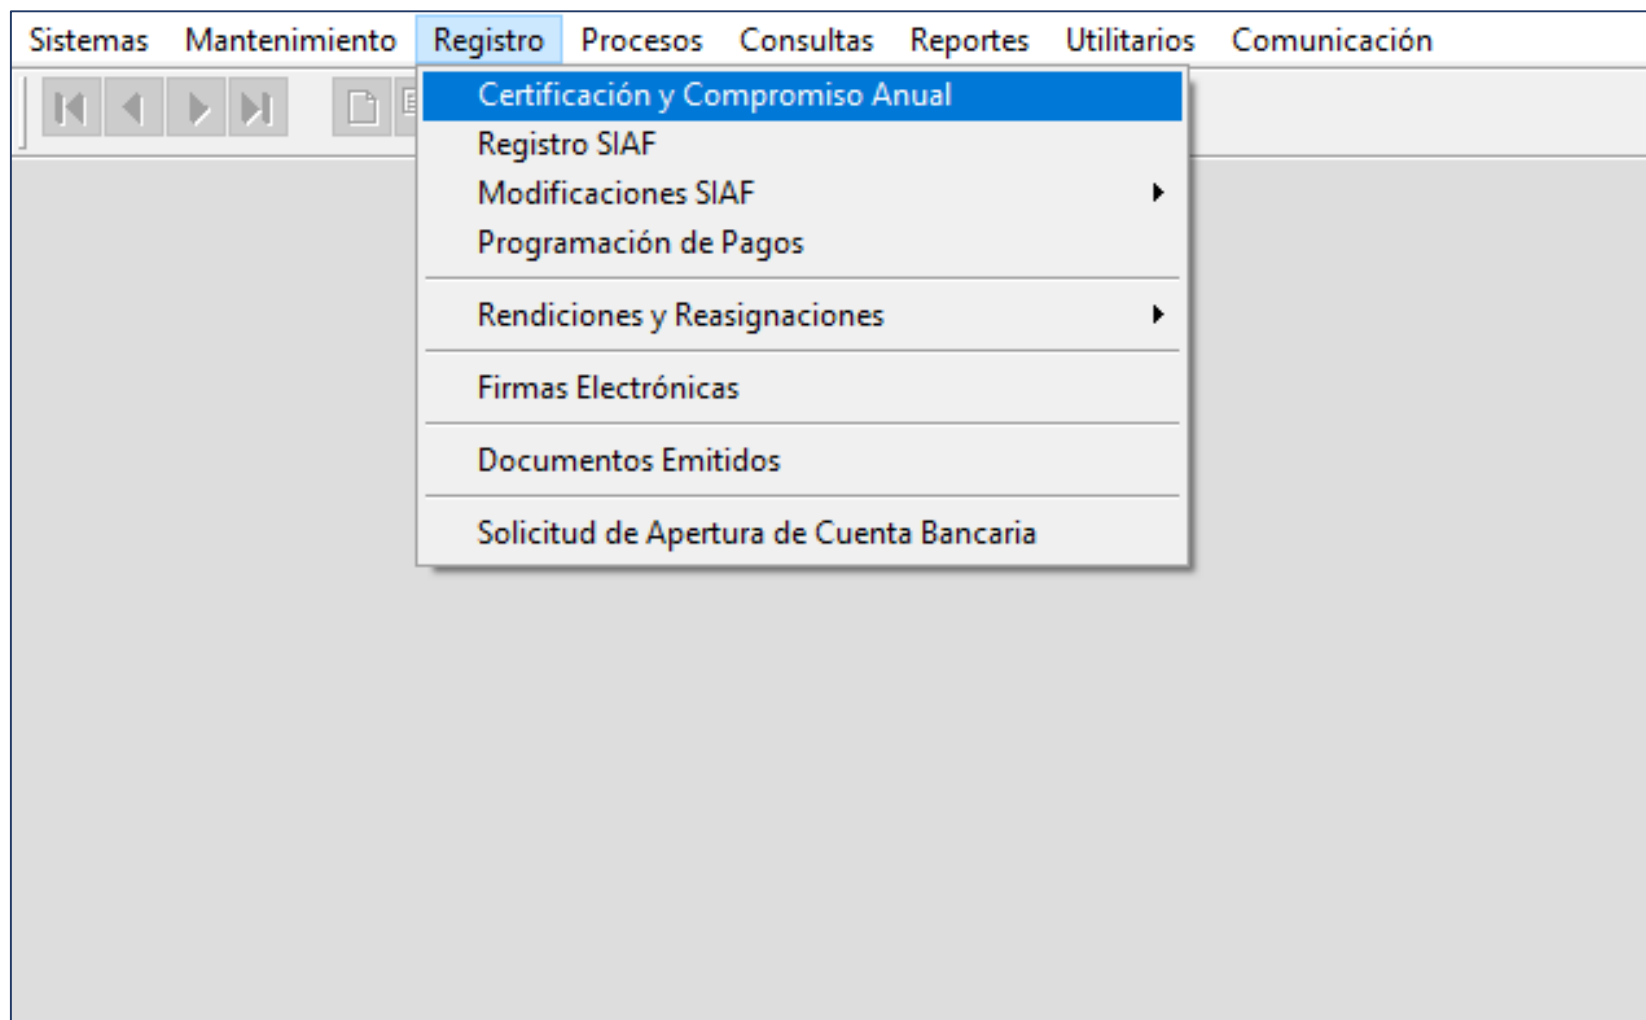 Sistemas Mantenimiento Registro Procesos Consultas Reportes Utilitarios Comunicación
Certificación y Compromiso Anual
Registro SIAF
Modificaciones SIAF
Programación de Pagos
Rendiciones y Reasignaciones
Firmas Electrónicas
Documentos Emitidos
Solicitud de Apertura de Cuenta Bancaria